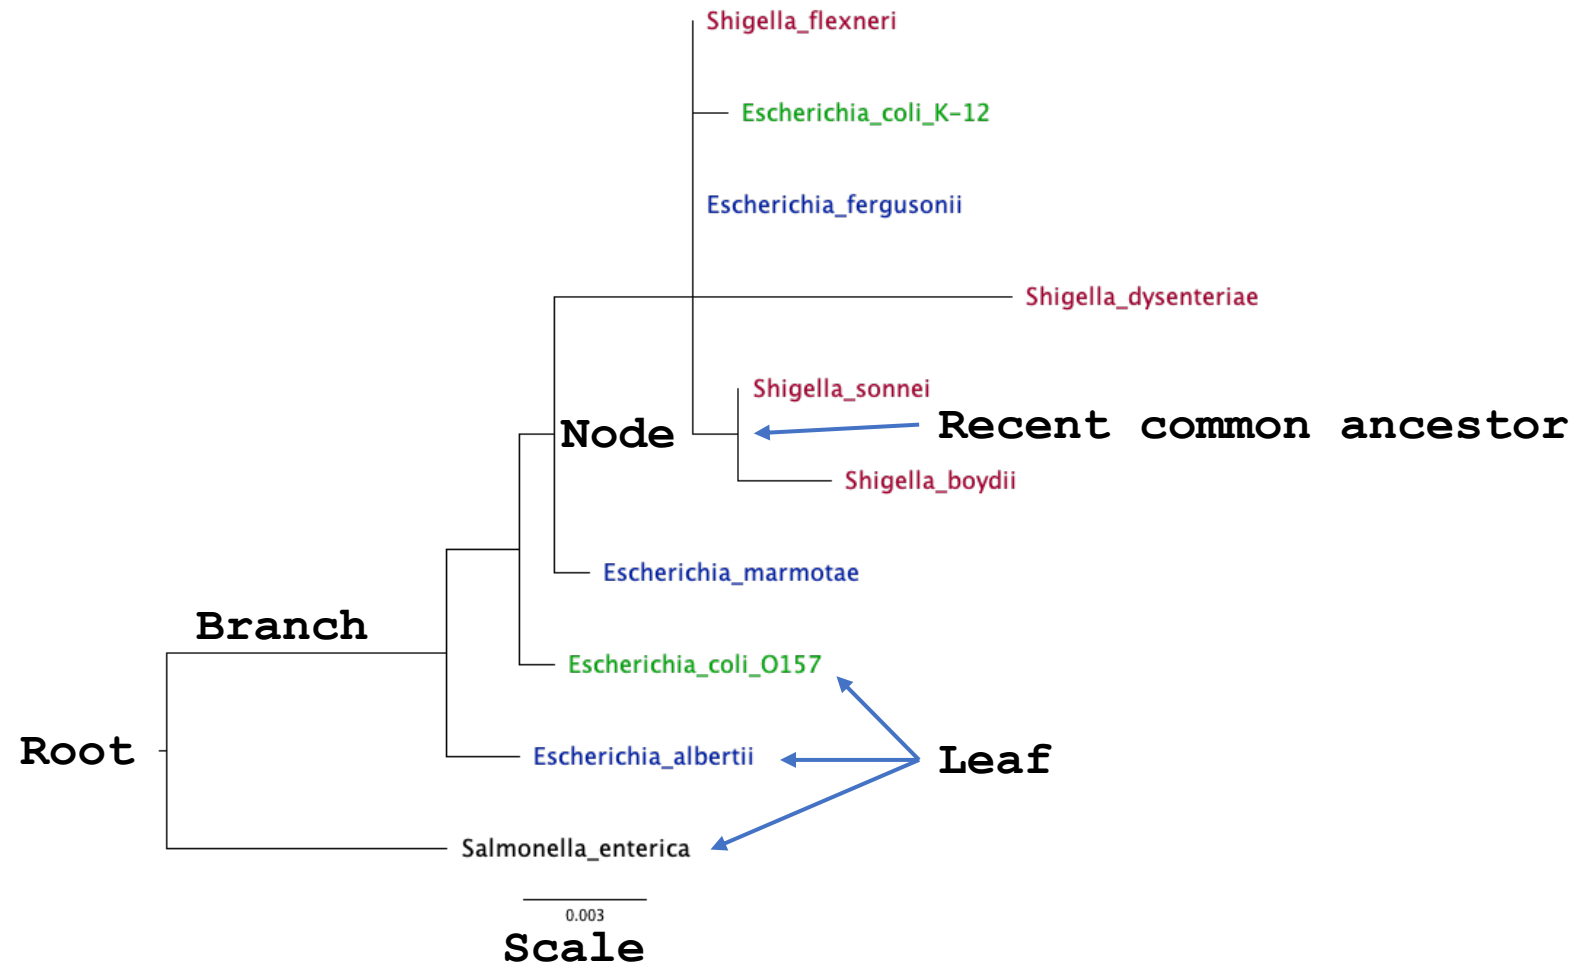 Shigella_flexneri
Escherichia_coli_K-12
Escherichia_fergusonii
Shigella_dysenteriae
Shigella_sonnei
Recent common ancestor
Node
Shigella_boydii
Escherichia_marmotae
Branch
Escherichia_coli_O157
Root
Escherichia_albertii
Leaf
Salmonella_enterica
0.003
Scale